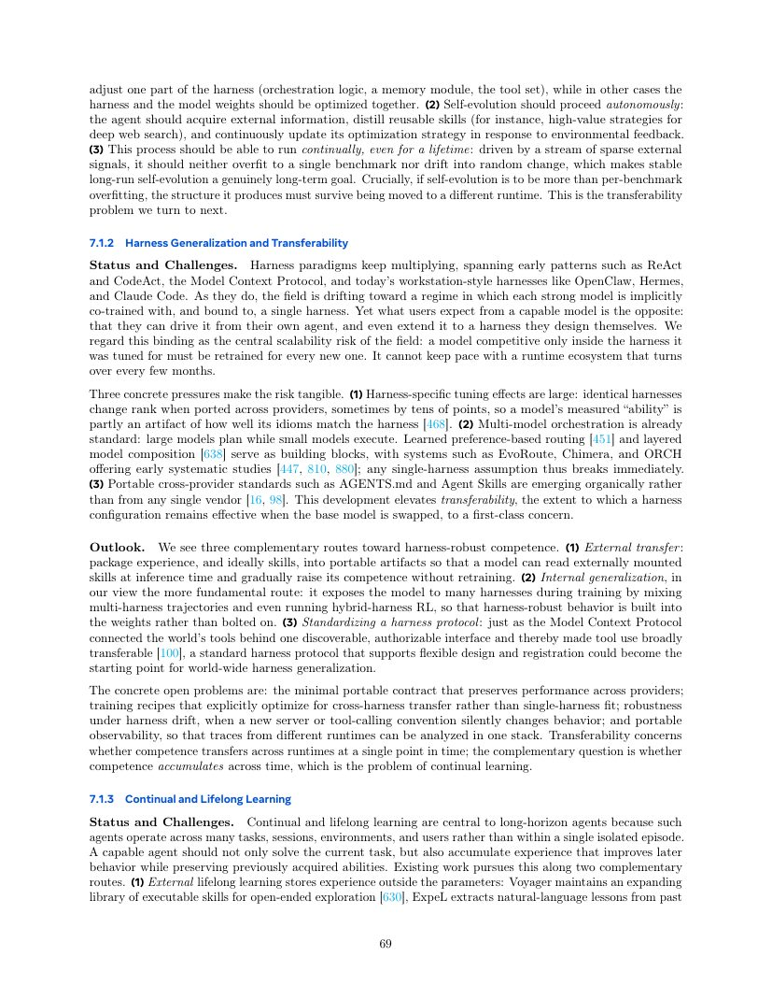 adjust one part of the harness (orchestration logic, a memory module, the tool set), while in other cases the
harness and the model weights should be optimized together. (2) Self-evolution should proceed autonomously:
the agent should acquire external information, distill reusable skills (for instance, high-value strategies for
deep web search), and continuously update its optimization strategy in response to environmental feedback.
(3) This process should be able to run continually, even for a lifetime: driven by a stream of sparse external
signals, it should neither overfit to a single benchmark nor drift into random change, which makes stable
long-run self-evolution a genuinely long-term goal. Crucially, if self-evolution is to be more than per-benchmark
overfitting, the structure it produces must survive being moved to a different runtime. This is the transferability
problem we turn to next.
7.1.2 Harness Generalization and Transferability
Status and Challenges. Harness paradigms keep multiplying, spanning early patterns such as ReAct
and CodeAct, the Model Context Protocol, and today's workstation-style harnesses like OpenClaw, Hermes,
and Claude Code. As they do, the field is drifting toward a regime in which each strong model is implicitly
co-trained with, and bound to, a single harness. Yet what users expect from a capable model is the opposite:
that they can drive it from their own agent, and even extend it to a harness they design themselves. We
regard this binding as the central scalability risk of the field: a model competitive only inside the harness it
was tuned for must be retrained for every new one. It cannot keep pace with a runtime ecosystem that turns
over every few months.
Three concrete pressures make the risk tangible. (1) Harness-specific tuning effects are large: identical harnesses
change rank when ported across providers, sometimes by tens of points, so a model's measured “ability” is
partly an artifact of how well its idioms match the harness [468]. (2) Multi-model orchestration is already
standard: large models plan while small models execute. Learned preference-based routing [451] and layered
model composition [638] serve as building blocks, with systems such as EvoRoute, Chimera, and ORCH
offering early systematic studies [447, 810, 880]; any single-harness assumption thus breaks immediately.
(3) Portable cross-provider standards such as AGENTS.md and Agent Skills are emerging organically rather
than from any single vendor [16, 98]. This development elevates transferability, the extent to which a harness
configuration remains effective when the base model is swapped, to a first-class concern.
Outlook. We see three complementary routes toward harness-robust competence. (1) External transfer:
package experience, and ideally skills, into portable artifacts so that a model can read externally mounted
skills at inference time and gradually raise its competence without retraining. (2) Internal generalization, in
our view the more fundamental route: it exposes the model to many harnesses during training by mixing
multi-harness trajectories and even running hybrid-harness RL, so that harness-robust behavior is built into
the weights rather than bolted on. (3) Standardizing a harness protocol: just as the Model Context Protocol
connected the world's tools behind one discoverable, authorizable interface and thereby made tool use broadly
transferable [100], a standard harness protocol that supports flexible design and registration could become the
starting point for world-wide harness generalization.
The concrete open problems are: the minimal portable contract that preserves performance across providers;
training recipes that explicitly optimize for cross-harness transfer rather than single-harness fit; robustness
under harness drift, when a new server or tool-calling convention silently changes behavior; and portable
observability, so that traces from different runtimes can be analyzed in one stack. Transferability concerns
whether competence transfers across runtimes at a single point in time; the complementary question is whether
competence accumulates across time, which is the problem of continual learning.
7.1.3 Continual and Lifelong Learning
Status and Challenges. Continual and lifelong learning are central to long-horizon agents because such
agents operate across many tasks, sessions, environments, and users rather than within a single isolated episode.
A capable agent should not only solve the current task, but also accumulate experience that improves later
behavior while preserving previously acquired abilities. Existing work pursues this along two complementary
routes. (1) External lifelong learning stores experience outside the parameters: Voyager maintains an expanding
library of executable skills for open-ended exploration [630], ExpeL extracts natural-language lessons from past
69